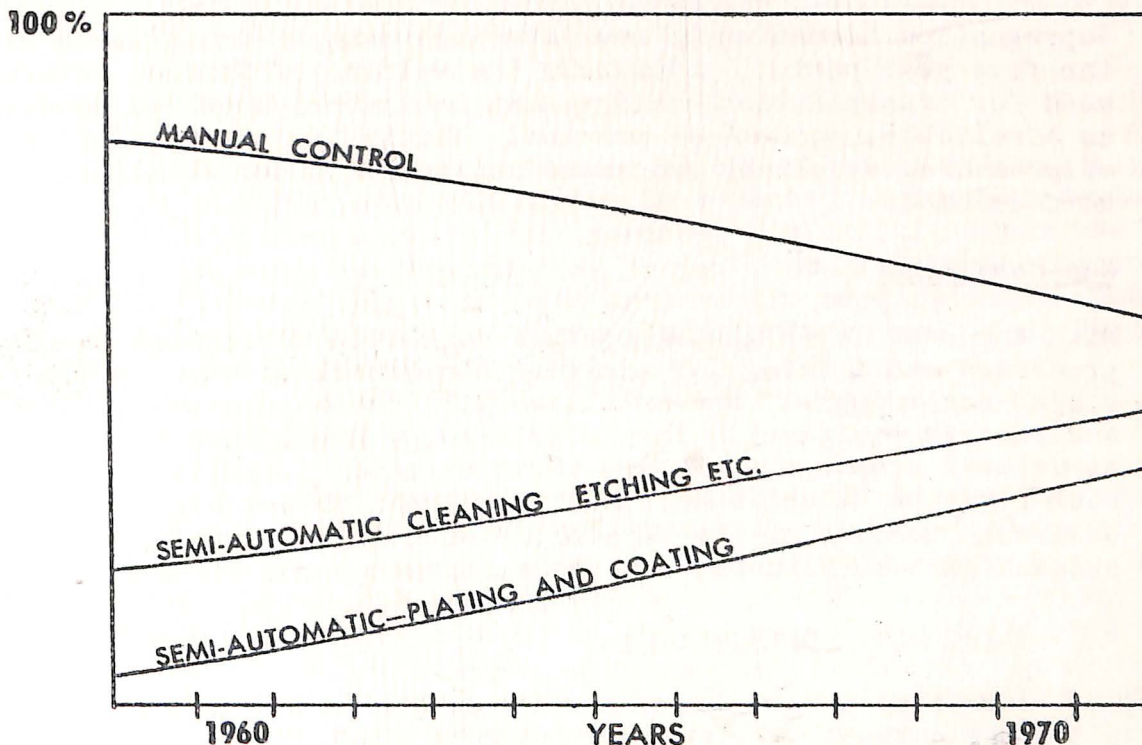 100%
MANUAL CONTROL
SEMI-AUTOMATIC CLEANING ETCHING ETC.
SEMI-AUTOMATIC—PLATING AND COATING
1960 YEARS 1970